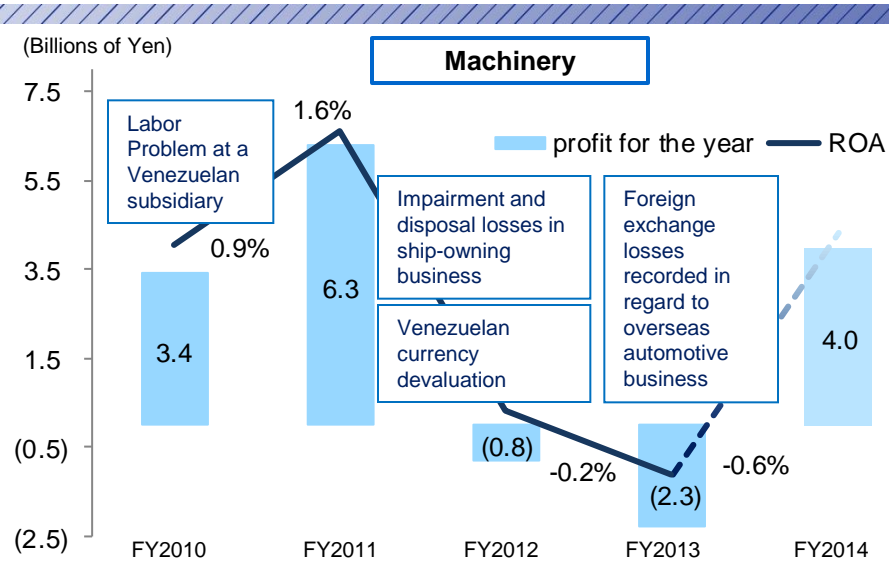 (Billions of Yen)
Machinery
7.5
5.5
3.5
1.5
(0.5)
(2.5)
profit for the year
ROA
Labor
Problem at a
Venezuelan
subsidiary
1.6%
0.9%
Impairment and
disposal losses in
ship-owning
business
Venezuelan
currency
devaluation
Foreign
exchange
losses
recorded in
regard to
overseas
automotive
business
3.4
6.3
(0.8)
-0.2%
(2.3)
-0.6%
4.0
FY2010
FY2011
FY2012
FY2013
FY2014